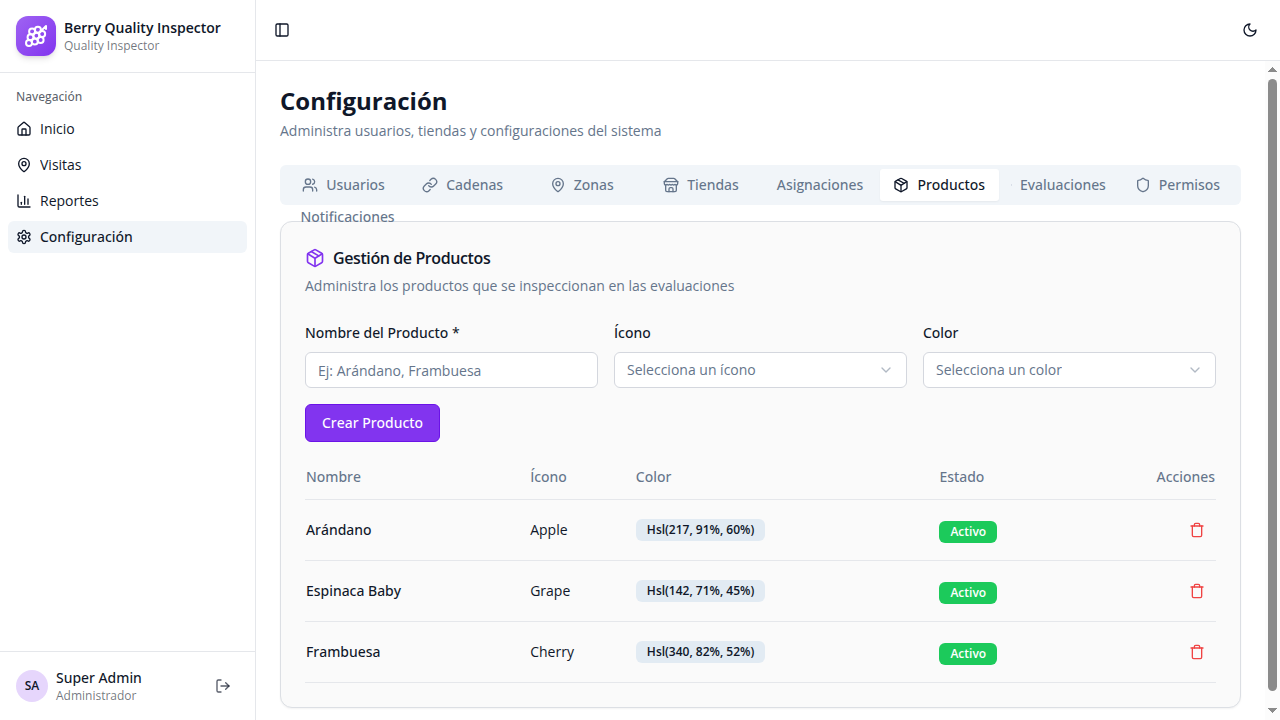 Berry Quality Inspector
Quality Inspector
Navegación
Inicio
Visitas
Reportes
Configuración
SA
Super Admin
Administrador
Configuración
Administra usuarios, tiendas y configuraciones del sistema
Usuarios Cadenas Zonas Tiendas Asignaciones Productos Evaluaciones Permisos
Notificaciones
Gestión de Productos
Administra los productos que se inspeccionan en las evaluaciones
Nombre del Producto * Ícono Color
Ej: Arándano, Frambuesa Selecciona un ícono Selecciona un color
Crear Producto
Nombre Ícono Color Estado Acciones
Arándano Apple Hsl(217, 91%, 60%) Activo
Espinaca Baby Grape Hsl(142, 71%, 45%) Activo
Frambuesa Cherry Hsl(340, 82%, 52%) Activo